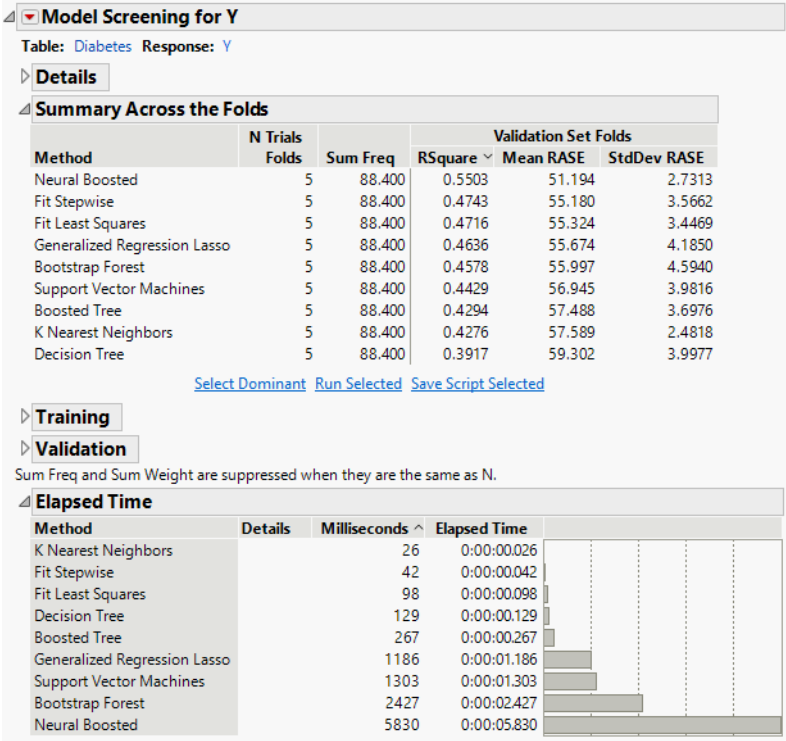 Model Screening for Y
Table: Diabetes Response: Y
Details
Summary Across the Folds
N Trials Validation Set Folds
Method Folds Sum Freq RSquare Mean RASE StdDev RASE
Neural Boosted 5 88.400 0.5503 51.194 2.7313
Fit Stepwise 5 88.400 0.4743 55.180 3.5662
Fit Least Squares 5 88.400 0.4716 55.324 3.4469
Generalized Regression Lasso 5 88.400 0.4636 55.674 4.1850
Bootstrap Forest 5 88.400 0.4578 55.997 4.5940
Support Vector Machines 5 88.400 0.4429 56.945 3.9816
Boosted Tree 5 88.400 0.4294 57.488 3.6976
K Nearest Neighbors 5 88.400 0.4276 57.589 2.4818
Decision Tree 5 88.400 0.3917 59.302 3.9977
Select Dominant Run Selected Save Script Selected
Training
Validation
Sum Freq and Sum Weight are suppressed when they are the same as N.
Elapsed Time
Method Details Milliseconds Elapsed Time
K Nearest Neighbors 26 0:00:00.026
Fit Stepwise 42 0:00:00.042
Fit Least Squares 98 0:00:00.098
Decision Tree 129 0:00:00.129
Boosted Tree 267 0:00:00.267
Generalized Regression Lasso 1186 0:00:01.186
Support Vector Machines 1303 0:00:01.303
Bootstrap Forest 2427 0:00:02.427
Neural Boosted 5830 0:00:05.830